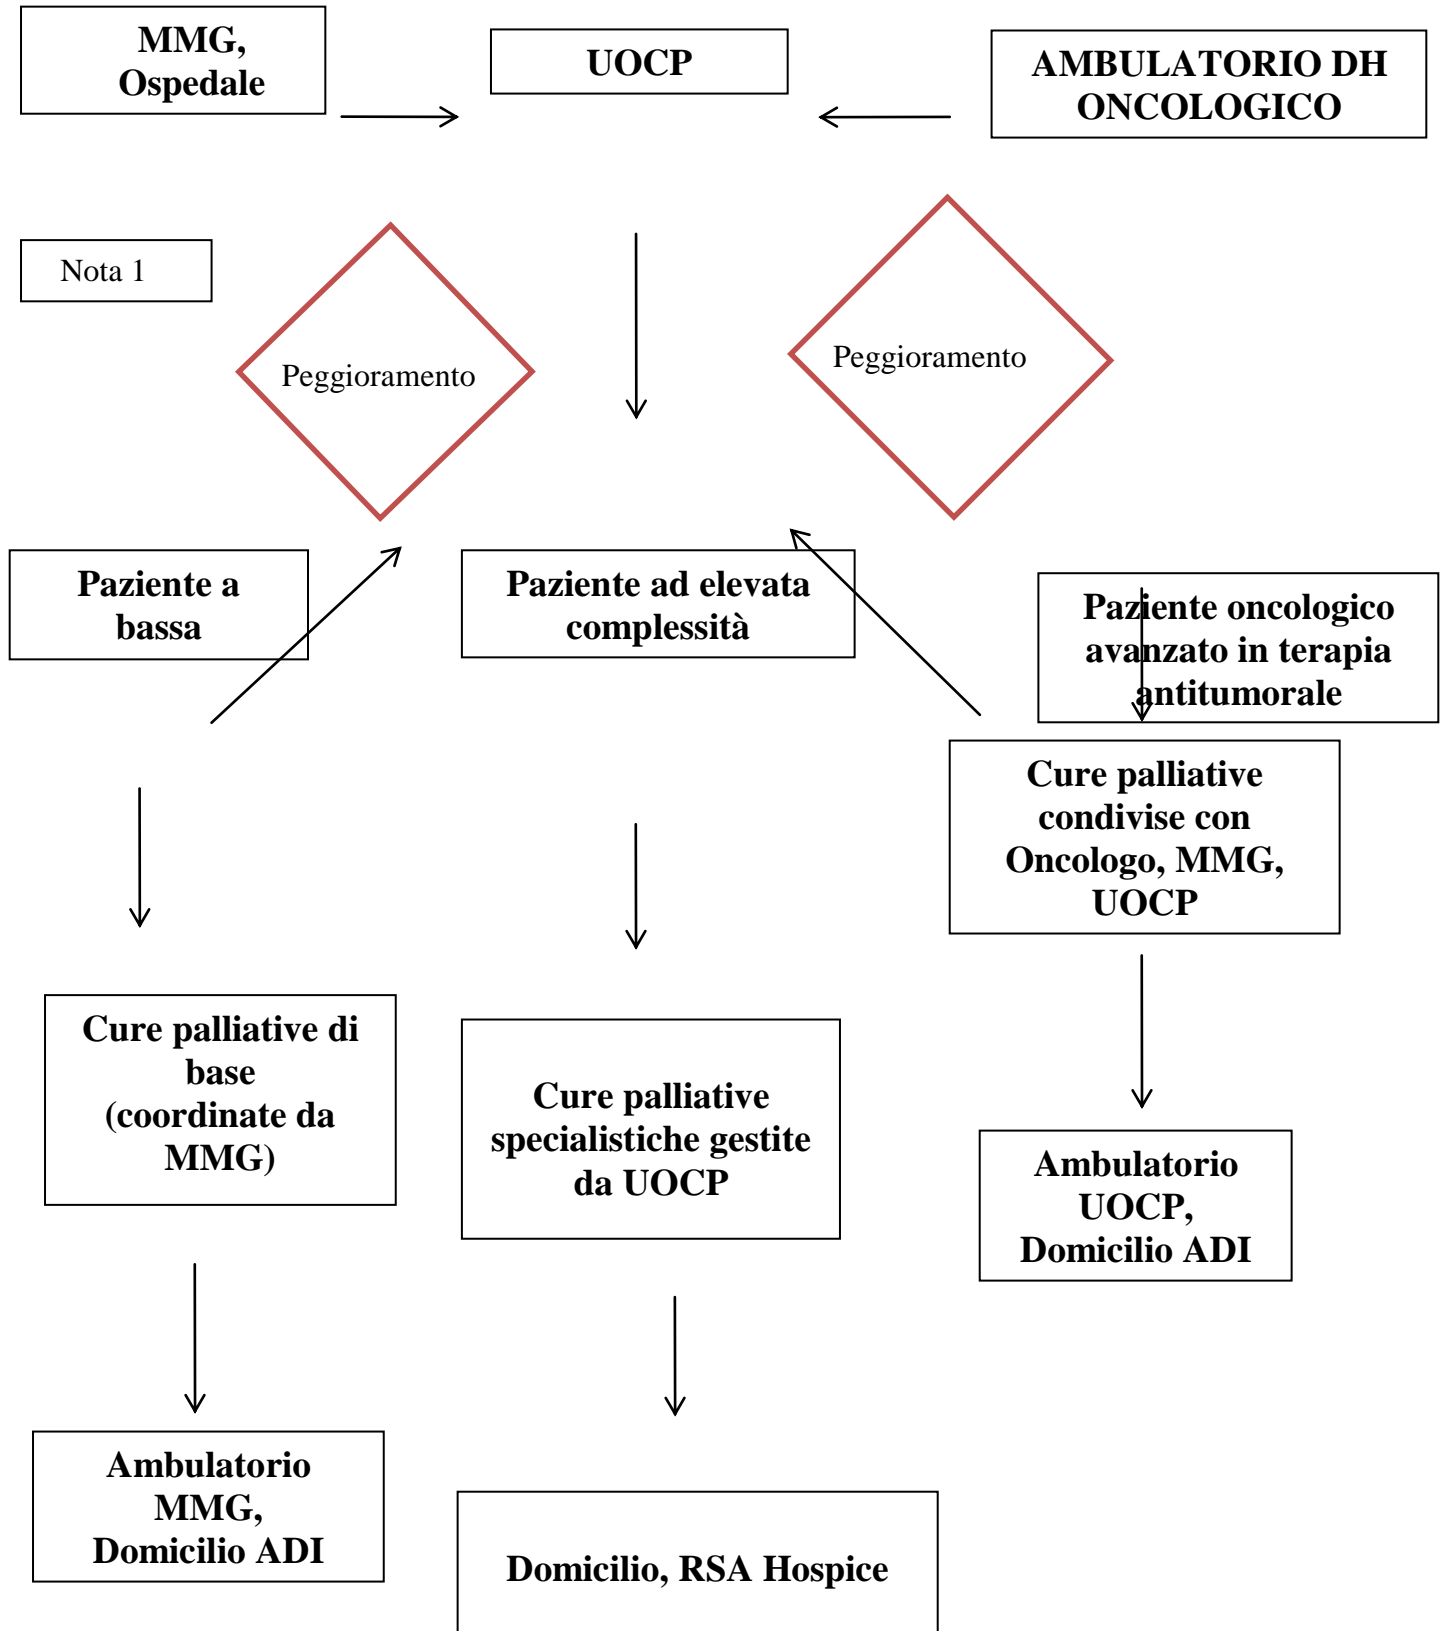 MMG,
Ospedale
UOCP
AMBULATORIO DH
ONCOLOGICO
Nota 1
Peggioramento
Peggioramento
Paziente a
bassa
Paziente ad elevata
complessità
Paziente oncologico
avanzato in terapia
antitumorale
Cure palliative
condivise con
Oncologo, MMG,
UOCP
Cure palliative di
base
(coordinate da
MMG)
Cure palliative
specialistiche gestite
da UOCP
Ambulatorio
UOCP,
Domicilio ADI
Ambulatorio
MMG,
Domicilio ADI
Domicilio, RSA Hospice